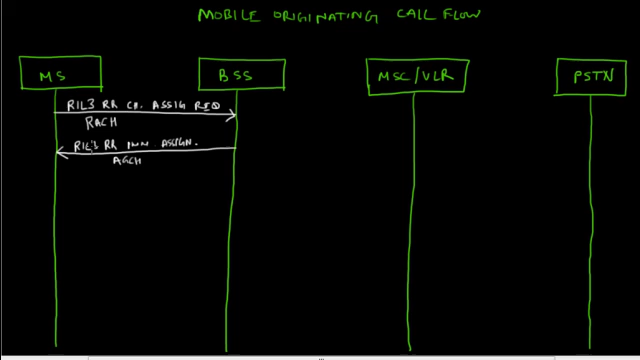 MOBILE ORIGINATING CALL FLOW
MS
BSS
MSC/VLR
PSTN
RIL3 RR CH. ASSIG REQ
RACH
RIL3 RR IMM ASSIGN.
AGCH